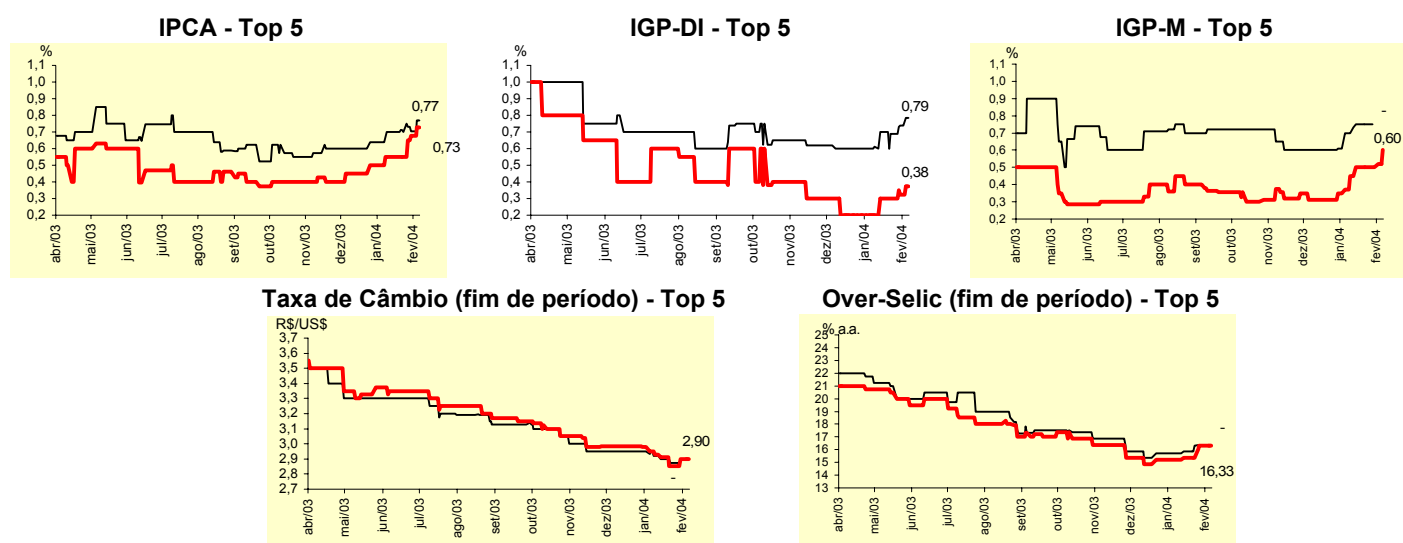 IPCA - Top 5
%
1,1
1,0
0,9
0,8
0,7
0,6
0,5
0,4
0,3
0,2
0,77
0,73
abr/03
mai/03
jun/03
jul/03
ago/03
set/03
out/03
nov/03
dez/03
jan/04
fev/04
IGP-DI - Top 5
%
1,1
1,0
0,9
0,8
0,7
0,6
0,5
0,4
0,3
0,2
0,79
0,38
abr/03
mai/03
jun/03
jul/03
ago/03
set/03
out/03
nov/03
dez/03
jan/04
fev/04
IGP-M - Top 5
%
1,1
1,0
0,9
0,8
0,7
0,6
0,5
0,4
0,3
0,2
-
0,60
abr/03
mai/03
jun/03
jul/03
ago/03
set/03
out/03
nov/03
dez/03
jan/04
fev/04
Taxa de Câmbio (fim de período) - Top 5
R$/US$
3,7
3,6
3,5
3,4
3,3
3,2
3,1
3,0
2,9
2,8
2,7
2,90
-
abr/03
mai/03
jun/03
jul/03
ago/03
set/03
out/03
nov/03
dez/03
jan/04
fev/04
Over-Selic (fim de período) - Top 5
% a.a.
25
24
23
22
21
20
19
18
17
16
15
14
13
-
16,33
abr/03
mai/03
jun/03
jul/03
ago/03
set/03
out/03
nov/03
dez/03
jan/04
fev/04